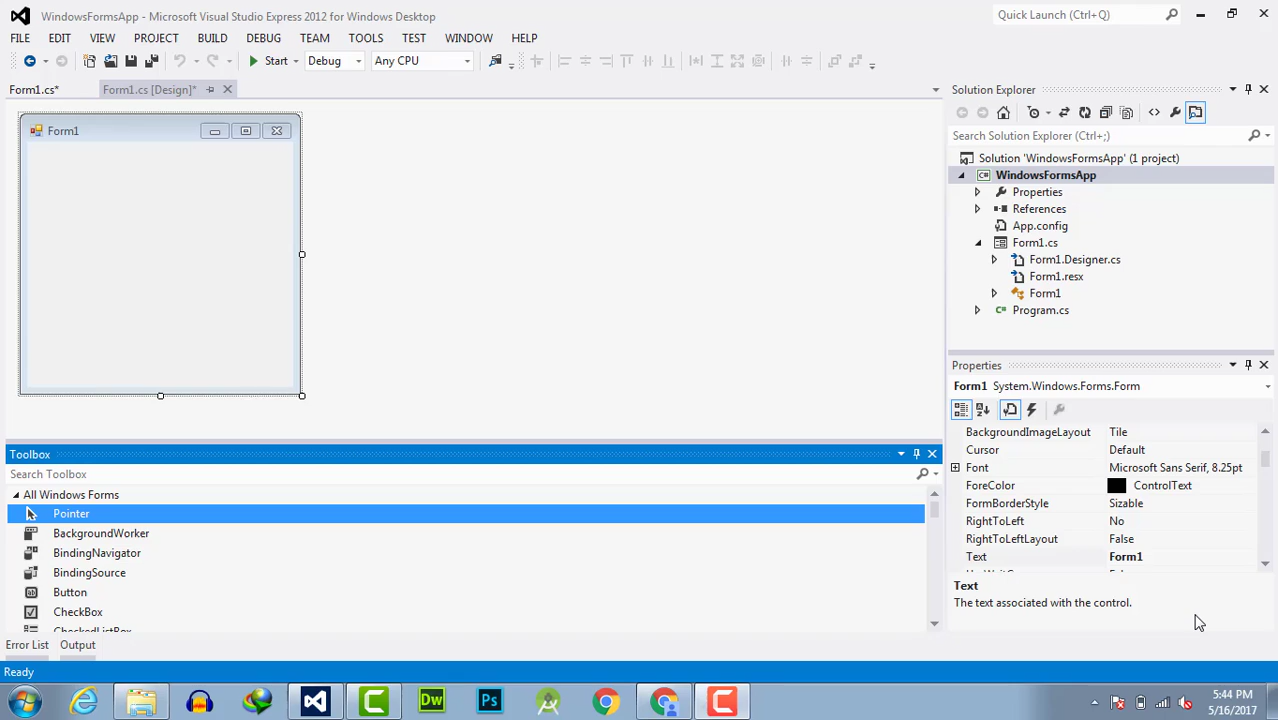 WindowsFormsApp - Microsoft Visual Studio Express 2012 for Windows Desktop
Quick Launch (Ctrl+Q)
FILE EDIT VIEW PROJECT BUILD DEBUG TEAM TOOLS TEST WINDOW HELP
Start Debug Any CPU
Form1.cs* Form1.cs [Design]*
Form1
Solution Explorer
Search Solution Explorer (Ctrl+;)
Solution 'WindowsFormsApp' (1 project)
C# WindowsFormsApp
Properties
References
App.config
Form1.cs
Form1.Designer.cs
Form1.resx
Form1
C# Program.cs
Properties
Form1 System.Windows.Forms.Form
BackgroundImageLayout Tile
Cursor Default
Font Microsoft Sans Serif, 8.25pt
ForeColor ControlText
FormBorderStyle Sizable
RightToLeft No
RightToLeftLayout False
Text Form1
Text
The text associated with the control.
Toolbox
Search Toolbox
All Windows Forms
Pointer
BackgroundWorker
BindingNavigator
BindingSource
ab Button
CheckBox
CheckedListBox
Error List Output
Ready
Dw Ps
5:44 PM
5/16/2017